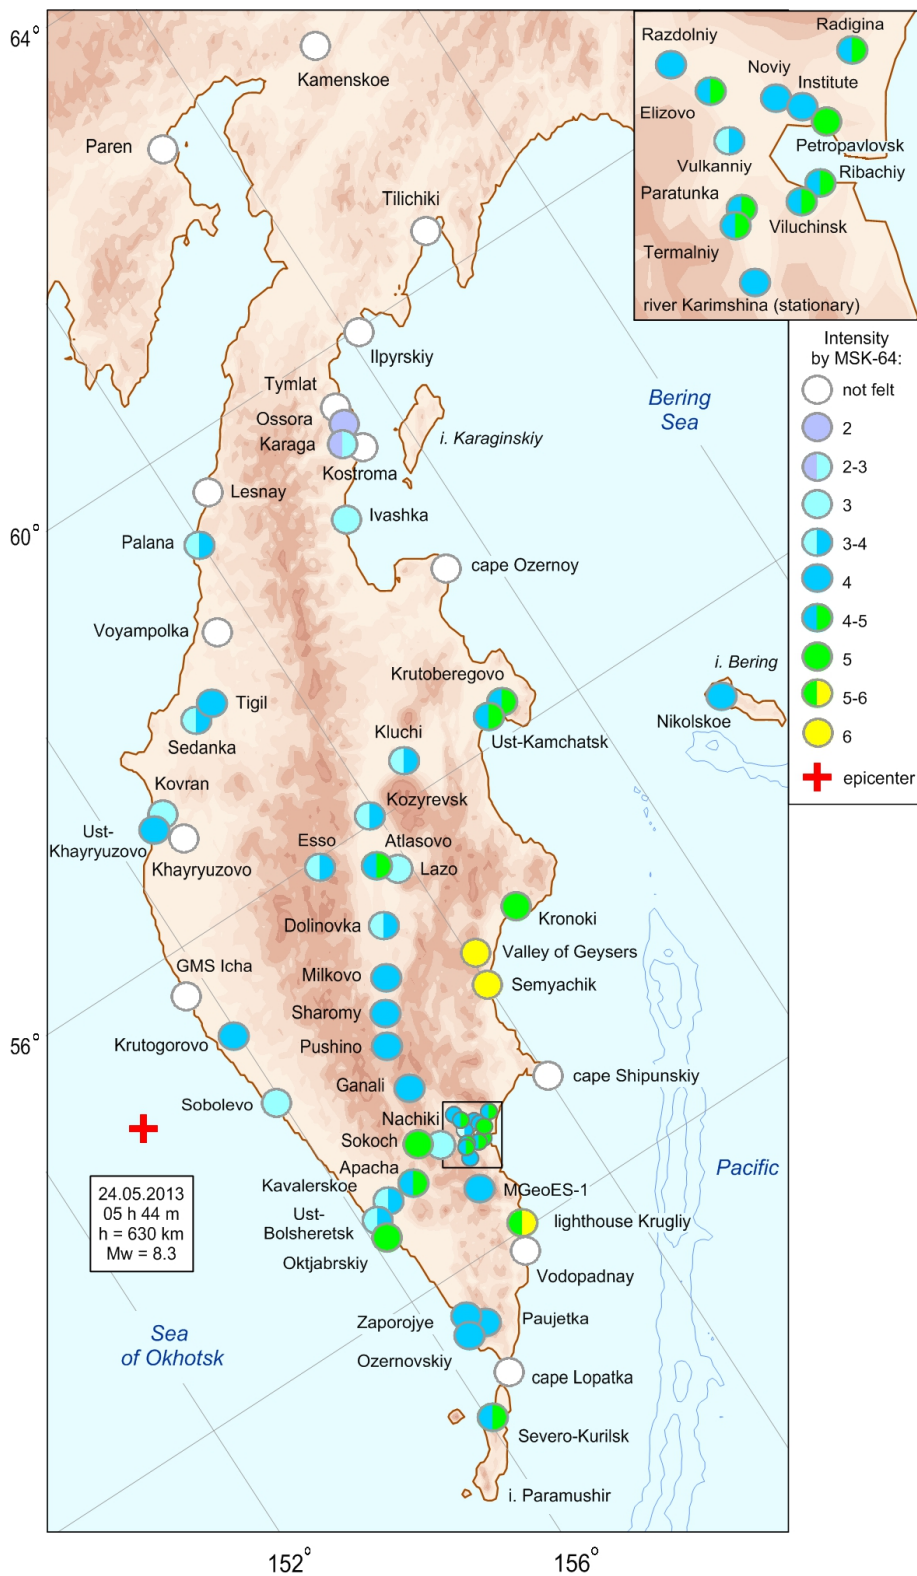 64°
Kamenskoe
Paren
Tilichiki
Ilpyrskiy
Tymlat
Ossora
Karaga
Kostroma
i. Karaginskiy
Bering
Sea
Lesnay
Ivashka
60°
Palana
cape Ozernoy
Voyampolka
Krutoberegovo
i. Bering
Tigil
Nikolskoe
Sedanka
Kluchi
Ust-Kamchatsk
Kovran
Kozyrevsk
Ust-
Khayryuzovo
Esso
Atlasovo
Khayryuzovo
Lazo
Dolinovka
Kronoki
Valley of Geysers
GMS Icha
Milkovo
Semyachik
Sharomy
56°
Krutogorovo
Pushino
cape Shipunskiy
Ganali
Sobolevo
Nachiki
Sokoch
Apacha
Pacific
Kavalerskoe
MGeoES-1
24.05.2013
05 h 44 m
h = 630 km
Mw = 8.3
Ust-
Bolsheretsk
lighthouse Krugliy
Oktjabrskiy
Vodopadnay
Sea
of Okhotsk
Zaporojye
Paujetka
Ozernovskiy
cape Lopatka
Severo-Kurilsk
i. Paramushir
152°
156°
Radigina
Razdolniy
Noviy
Institute
Elizovo
Petropavlovsk
Vulkanniy
Ribachiy
Paratunka
Viluchinsk
Termalniy
river Karimshina (stationary)
Intensity
by MSK-64:
not felt
2
2-3
3
3-4
4
4-5
5
5-6
6
epicenter